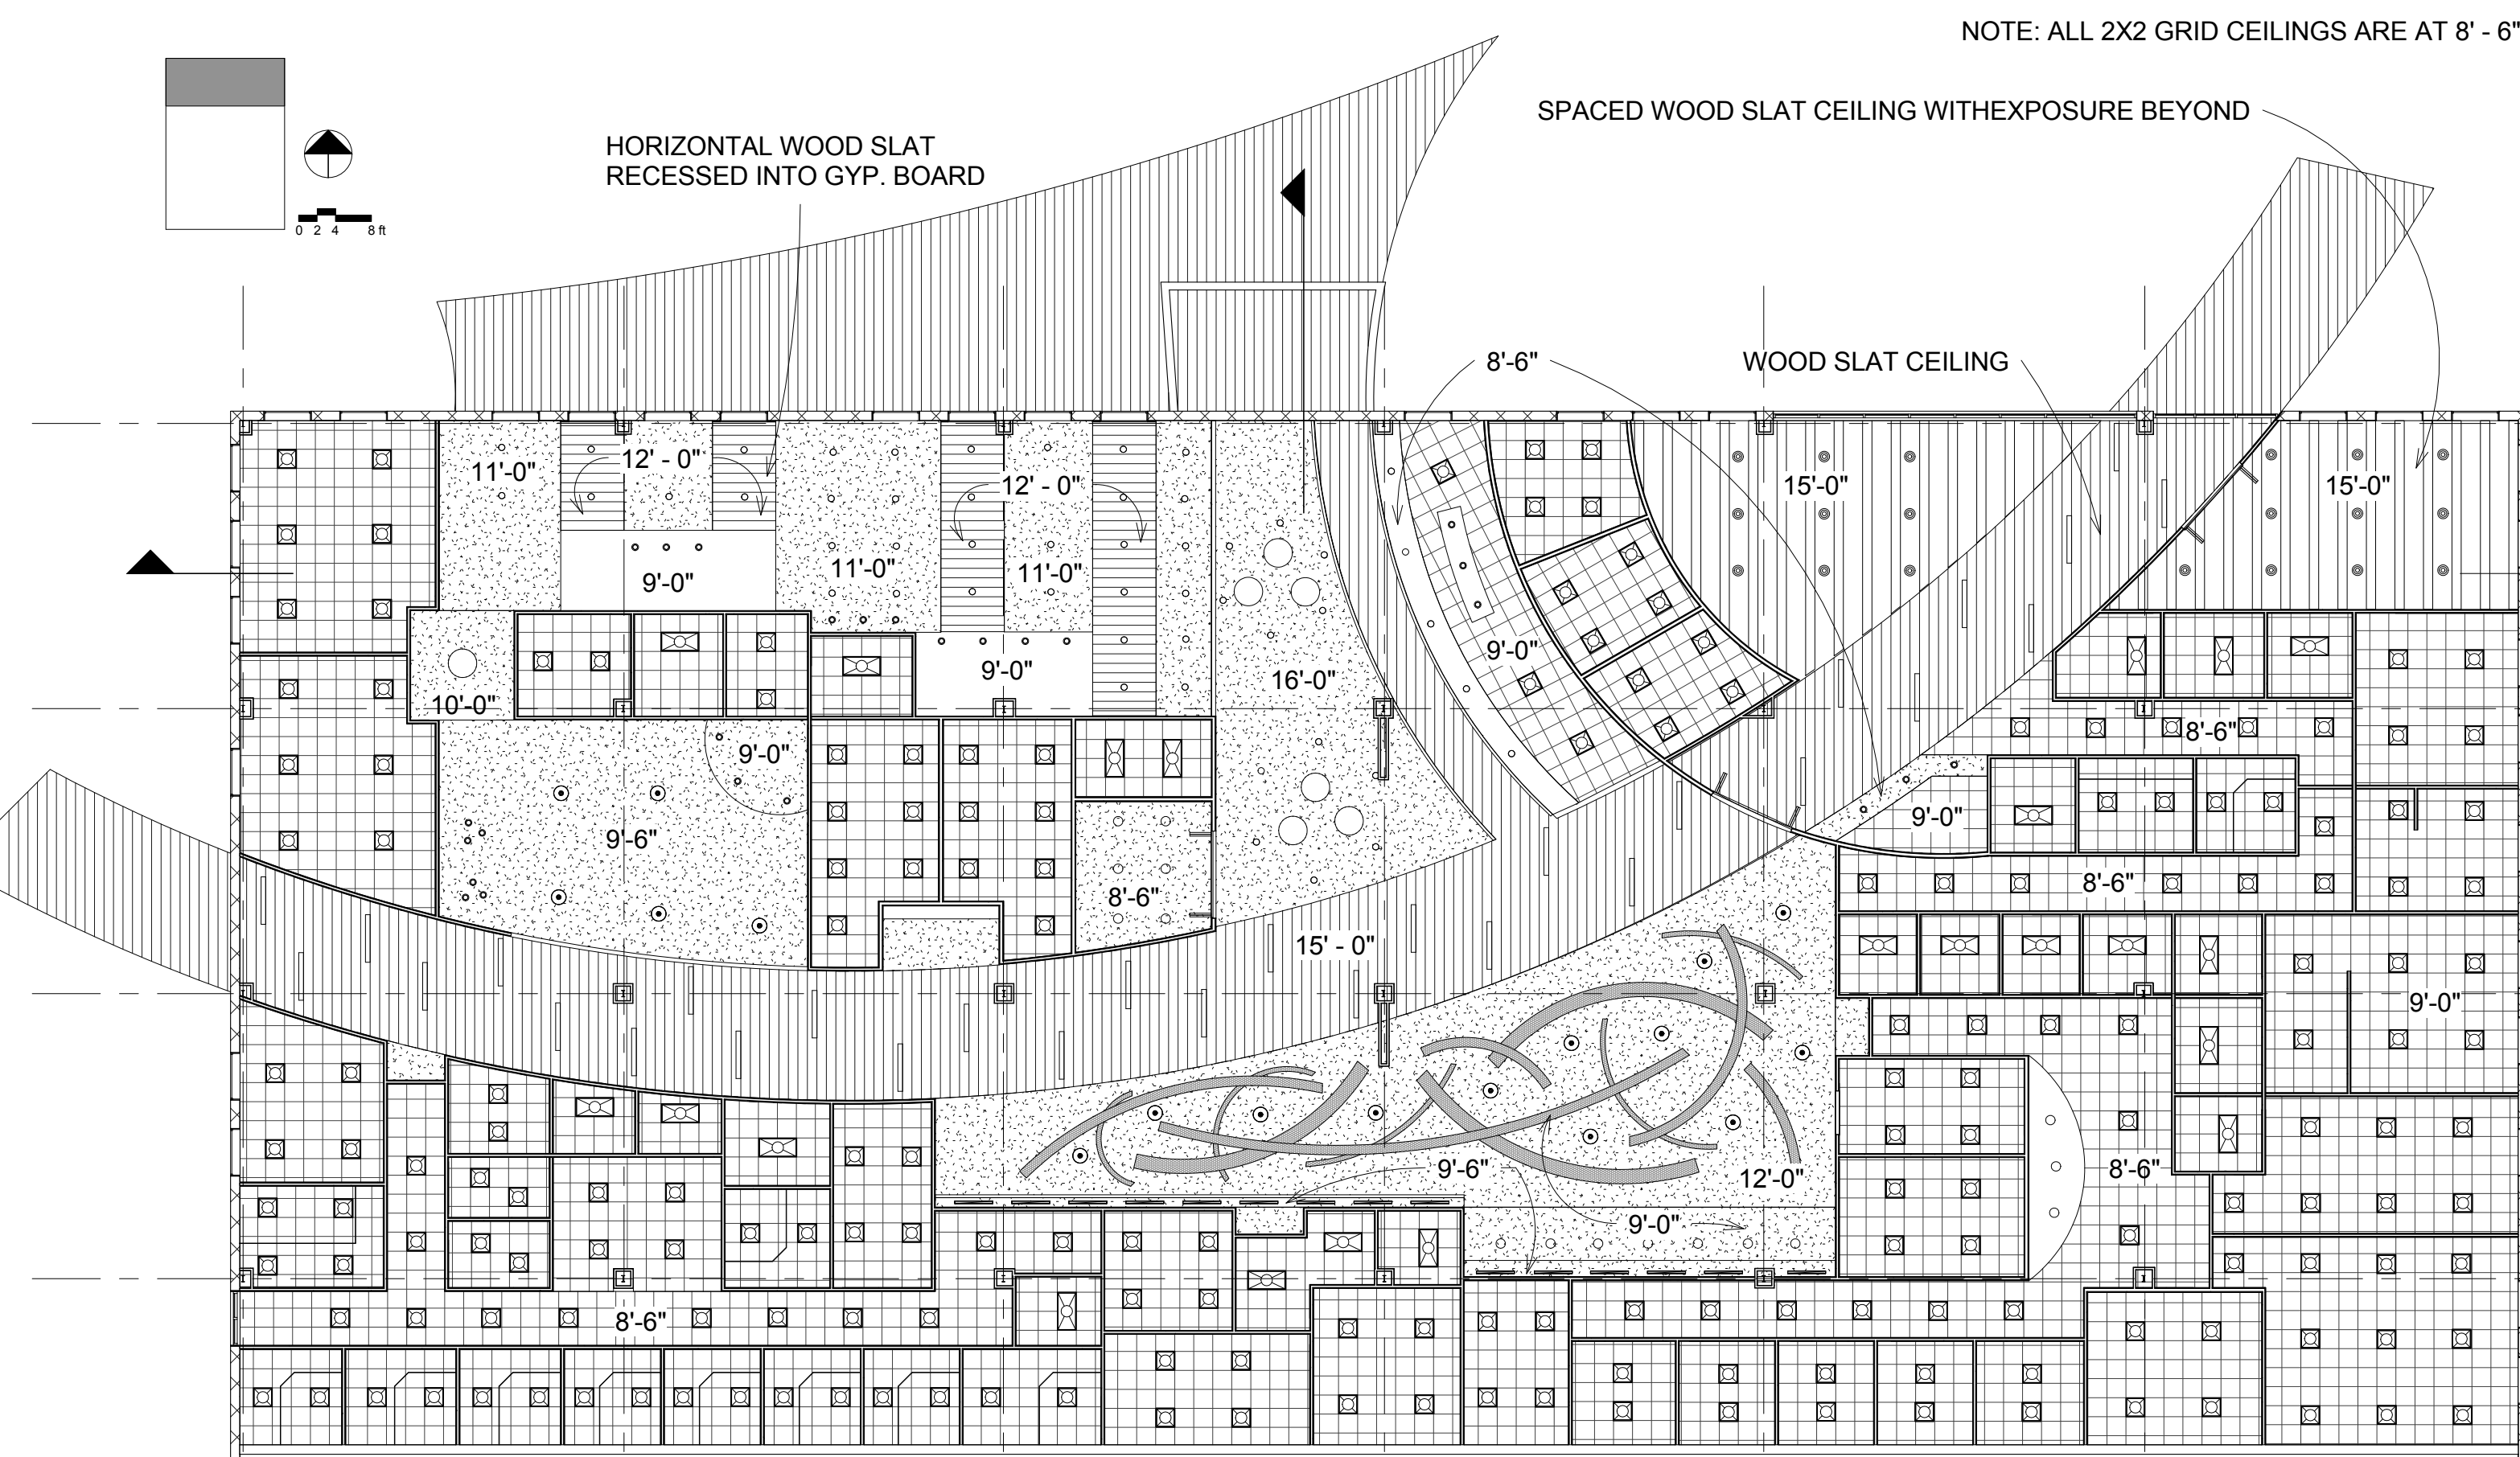 NOTE: ALL 2X2 GRID CEILINGS ARE AT 8' - 6"
SPACED WOOD SLAT CEILING WITHEXPOSURE BEYOND
HORIZONTAL WOOD SLAT
RECESSED INTO GYP. BOARD
0 2 4 8 ft
8'-6"
WOOD SLAT CEILING
11'-0"
12' - 0"
12' - 0"
15'-0"
15'-0"
9'-0"
11'-0"
11'-0"
9'-0"
9'-0"
16'-0"
10'-0"
8'-6"
9'-0"
9'-6"
9'-0"
8'-6"
8'-6"
15' - 0"
9'-0"
9'-6"
12'-0"
8'-6"
9'-0"
8'-6"